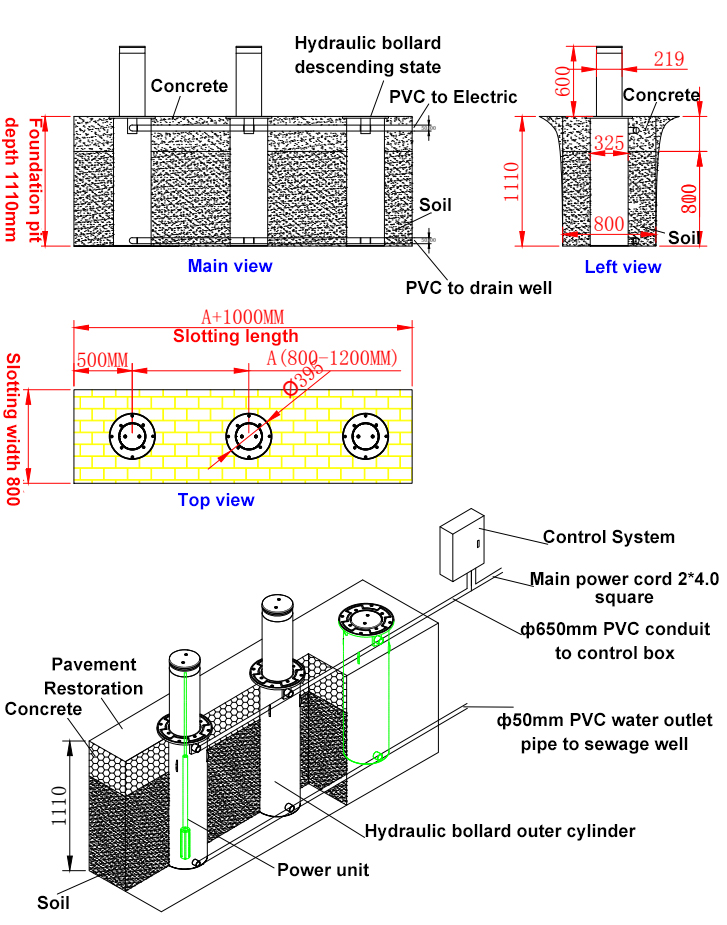 Hydraulic bollard
descending state
Concrete
PVC to Electric
Foundation pit
depth 1110mm
Soil
Main view
PVC to drain well
600
219
Concrete
325
1110
800
Soil
Left view
A+1000MM
Slotting length
500MM
A(800-1200MM)
Ø395
Slotting width 800
Top view
Control System
Main power cord 2*4.0
square
ф650mm PVC conduit
to control box
Pavement
Restoration
Concrete
ф50mm PVC water outlet
pipe to sewage well
1110
Hydraulic bollard outer cylinder
Power unit
Soil